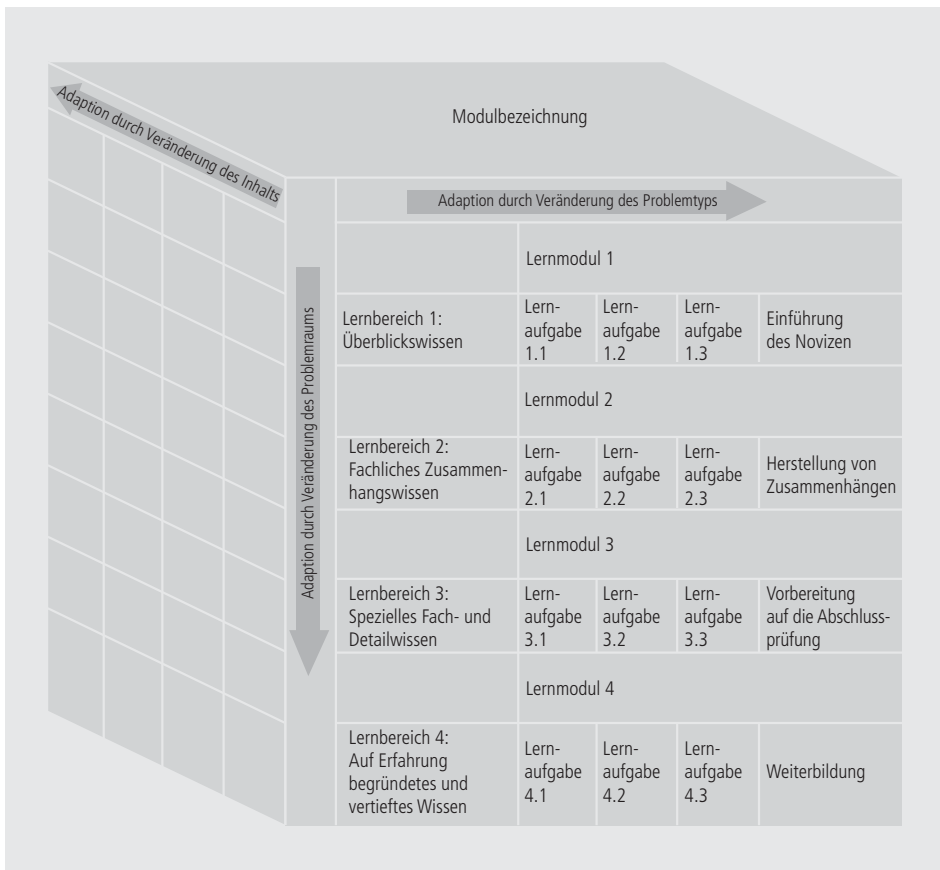 Modulbezeichnung
Adaption durch Veränderung des Inhalts
Adaption durch Veränderung des Problemtyps
Adaption durch Veränderung des Problemraums
Lernmodul 1
Lernbereich 1:
Überblickswissen
Lern-
aufgabe
1.1
Lern-
aufgabe
1.2
Lern-
aufgabe
1.3
Einführung
des Novizen
Lernmodul 2
Lernbereich 2:
Fachliches Zusammen-
hangswissen
Lern-
aufgabe
2.1
Lern-
aufgabe
2.2
Lern-
aufgabe
2.3
Herstellung von
Zusammenhängen
Lernmodul 3
Lernbereich 3:
Spezielles Fach- und
Detailwissen
Lern-
aufgabe
3.1
Lern-
aufgabe
3.2
Lern-
aufgabe
3.3
Vorbereitung
auf die Abschluss-
prüfung
Lernmodul 4
Lernbereich 4:
Auf Erfahrung
begründetes und
vertieftes Wissen
Lern-
aufgabe
4.1
Lern-
aufgabe
4.2
Lern-
aufgabe
4.3
Weiterbildung